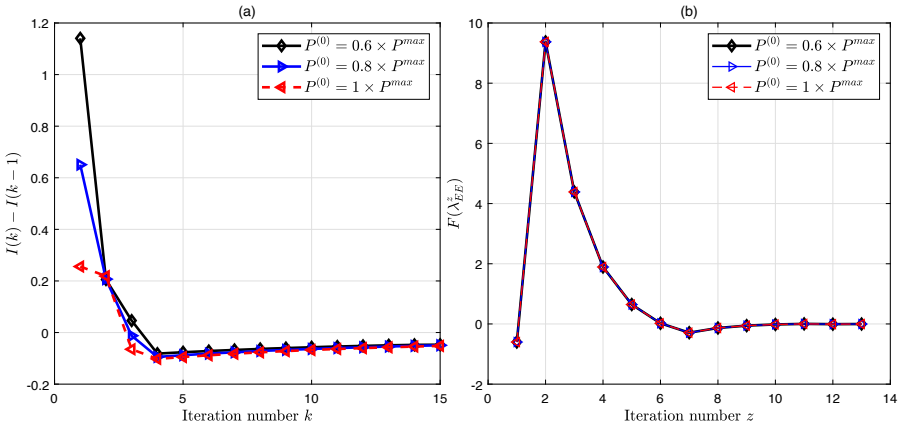 (a)
1.2
1
0.8
0.6
0.4
0.2
0
-0.2
I(k) − I(k − 1)
P^{(0)} = 0.6 × P^{max}
P^{(0)} = 0.8 × P^{max}
P^{(0)} = 1 × P^{max}
0 5 10 15
Iteration number k
(b)
10
8
6
4
2
0
-2
F(λ_{EE}^{z})
P^{(0)} = 0.6 × P^{max}
P^{(0)} = 0.8 × P^{max}
P^{(0)} = 1 × P^{max}
0 2 4 6 8 10 12 14
Iteration number z